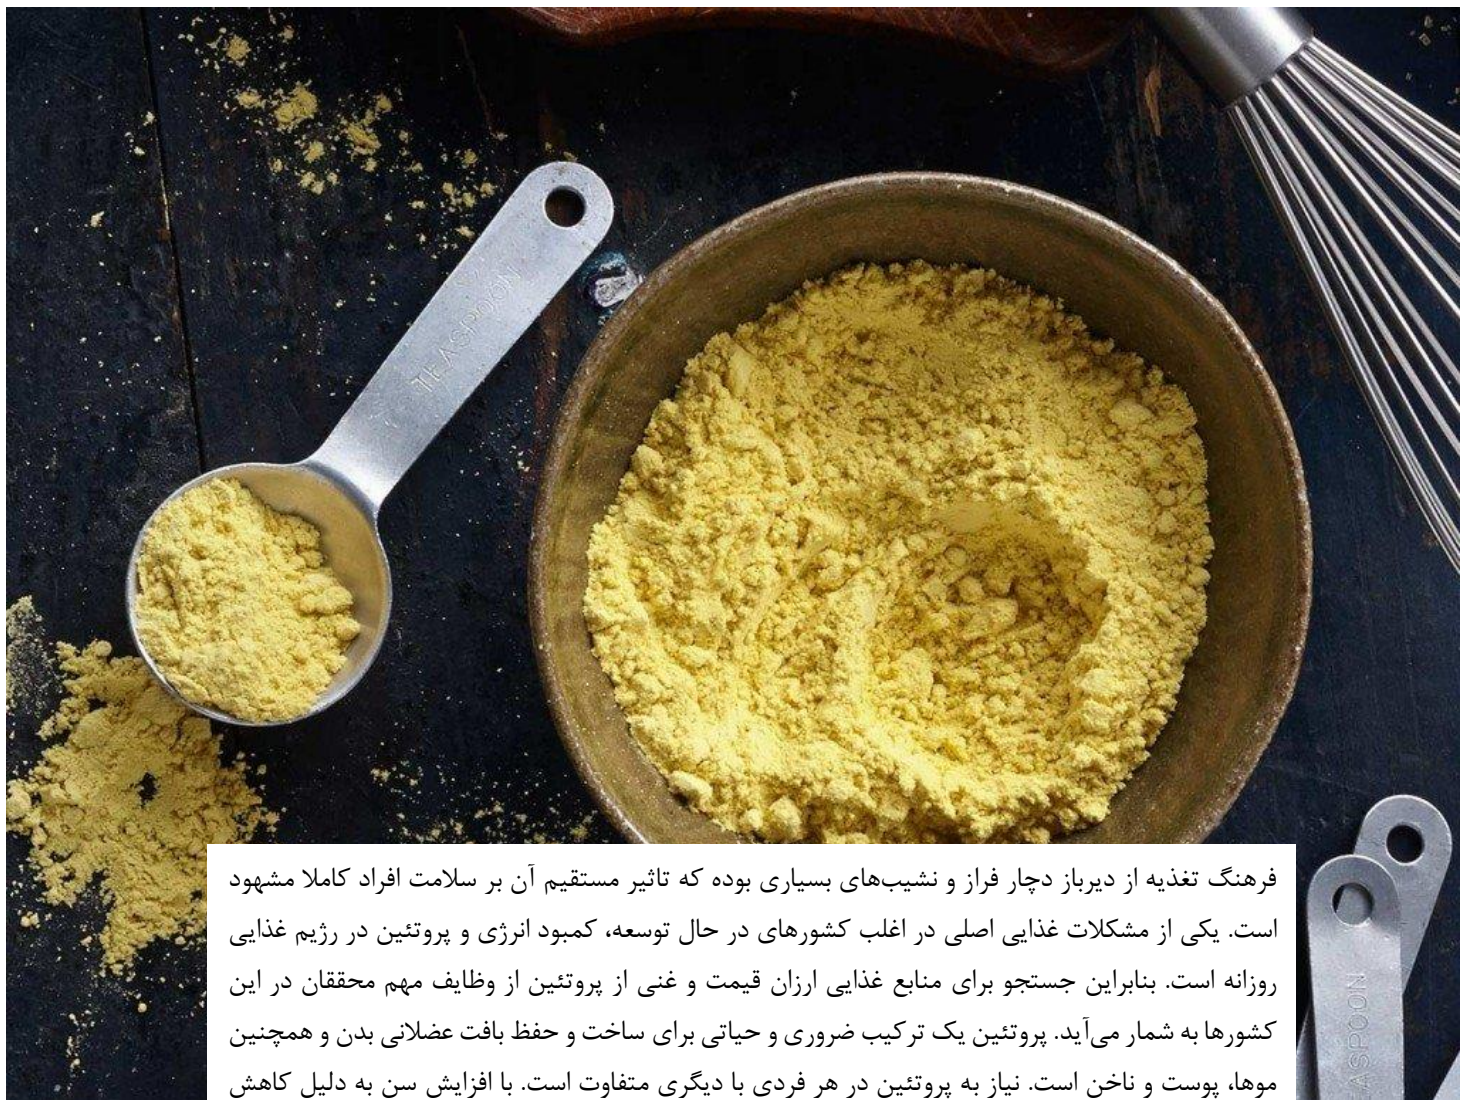 TEASPOON
فرهنگ تغذیه از دیرباز دچار فراز و نشیب‌های بسیاری بوده که تاثیر مستقیم آن بر سلامت افراد کاملا مشهود
است. یکی از مشکلات غذایی اصلی در اغلب کشورهای در حال توسعه، کمبود انرژی و پروتئین در رژیم غذایی
روزانه است. بنابراین جستجو برای منابع غذایی ارزان قیمت و غنی از پروتئین از وظایف مهم محققان در این
کشورها به شمار می‌آید. پروتئین یک ترکیب ضروری و حیاتی برای ساخت و حفظ بافت عضلانی بدن و همچنین
موها، پوست و ناخن است. نیاز به پروتئین در هر فردی با دیگری متفاوت است. با افزایش سن به دلیل کاهش
EASPOON